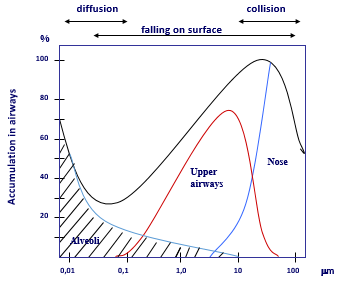 diffusion
collision
falling on surface
%
100
80
60
40
20
Accumulation in airways
Upper
airways
Nose
Alveoli
0,01
0,1
1,0
10
100
µm